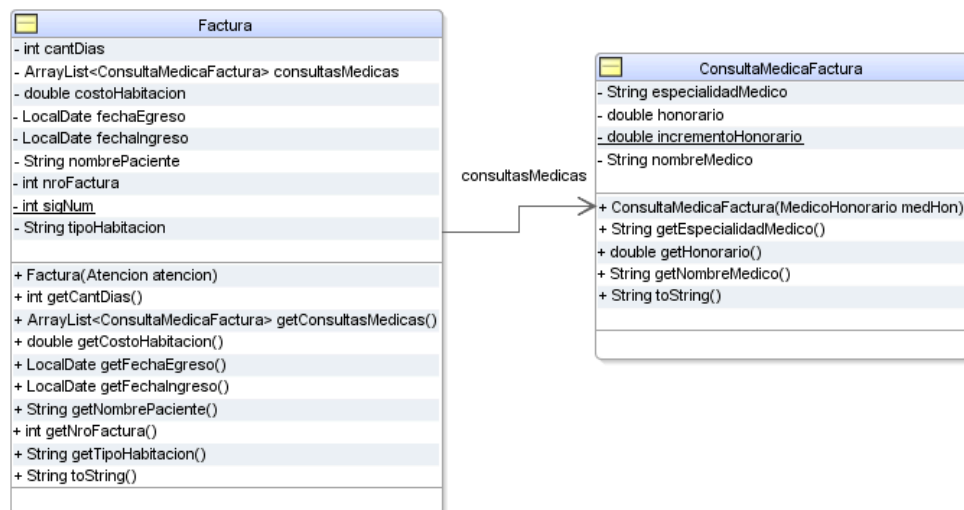 Factura
- int cantDias
- ArrayList<ConsultaMedicaFactura> consultasMedicas
- double costoHabitacion
- LocalDate fechaEgreso
- LocalDate fechaIngreso
- String nombrePaciente
- int nroFactura
- int sigNum
- String tipoHabitacion
+ Factura(Atencion atencion)
+ int getCantDias()
+ ArrayList<ConsultaMedicaFactura> getConsultasMedicas()
+ double getCostoHabitacion()
+ LocalDate getFechaEgreso()
+ LocalDate getFechaIngreso()
+ String getNombrePaciente()
+ int getNroFactura()
+ String getTipoHabitacion()
+ String toString()
consultasMedicas
ConsultaMedicaFactura
- String especialidadMedico
- double honorario
- double incrementoHonorario
- String nombreMedico
+ ConsultaMedicaFactura(MedicoHonorario medHon)
+ String getEspecialidadMedico()
+ double getHonorario()
+ String getNombreMedico()
+ String toString()